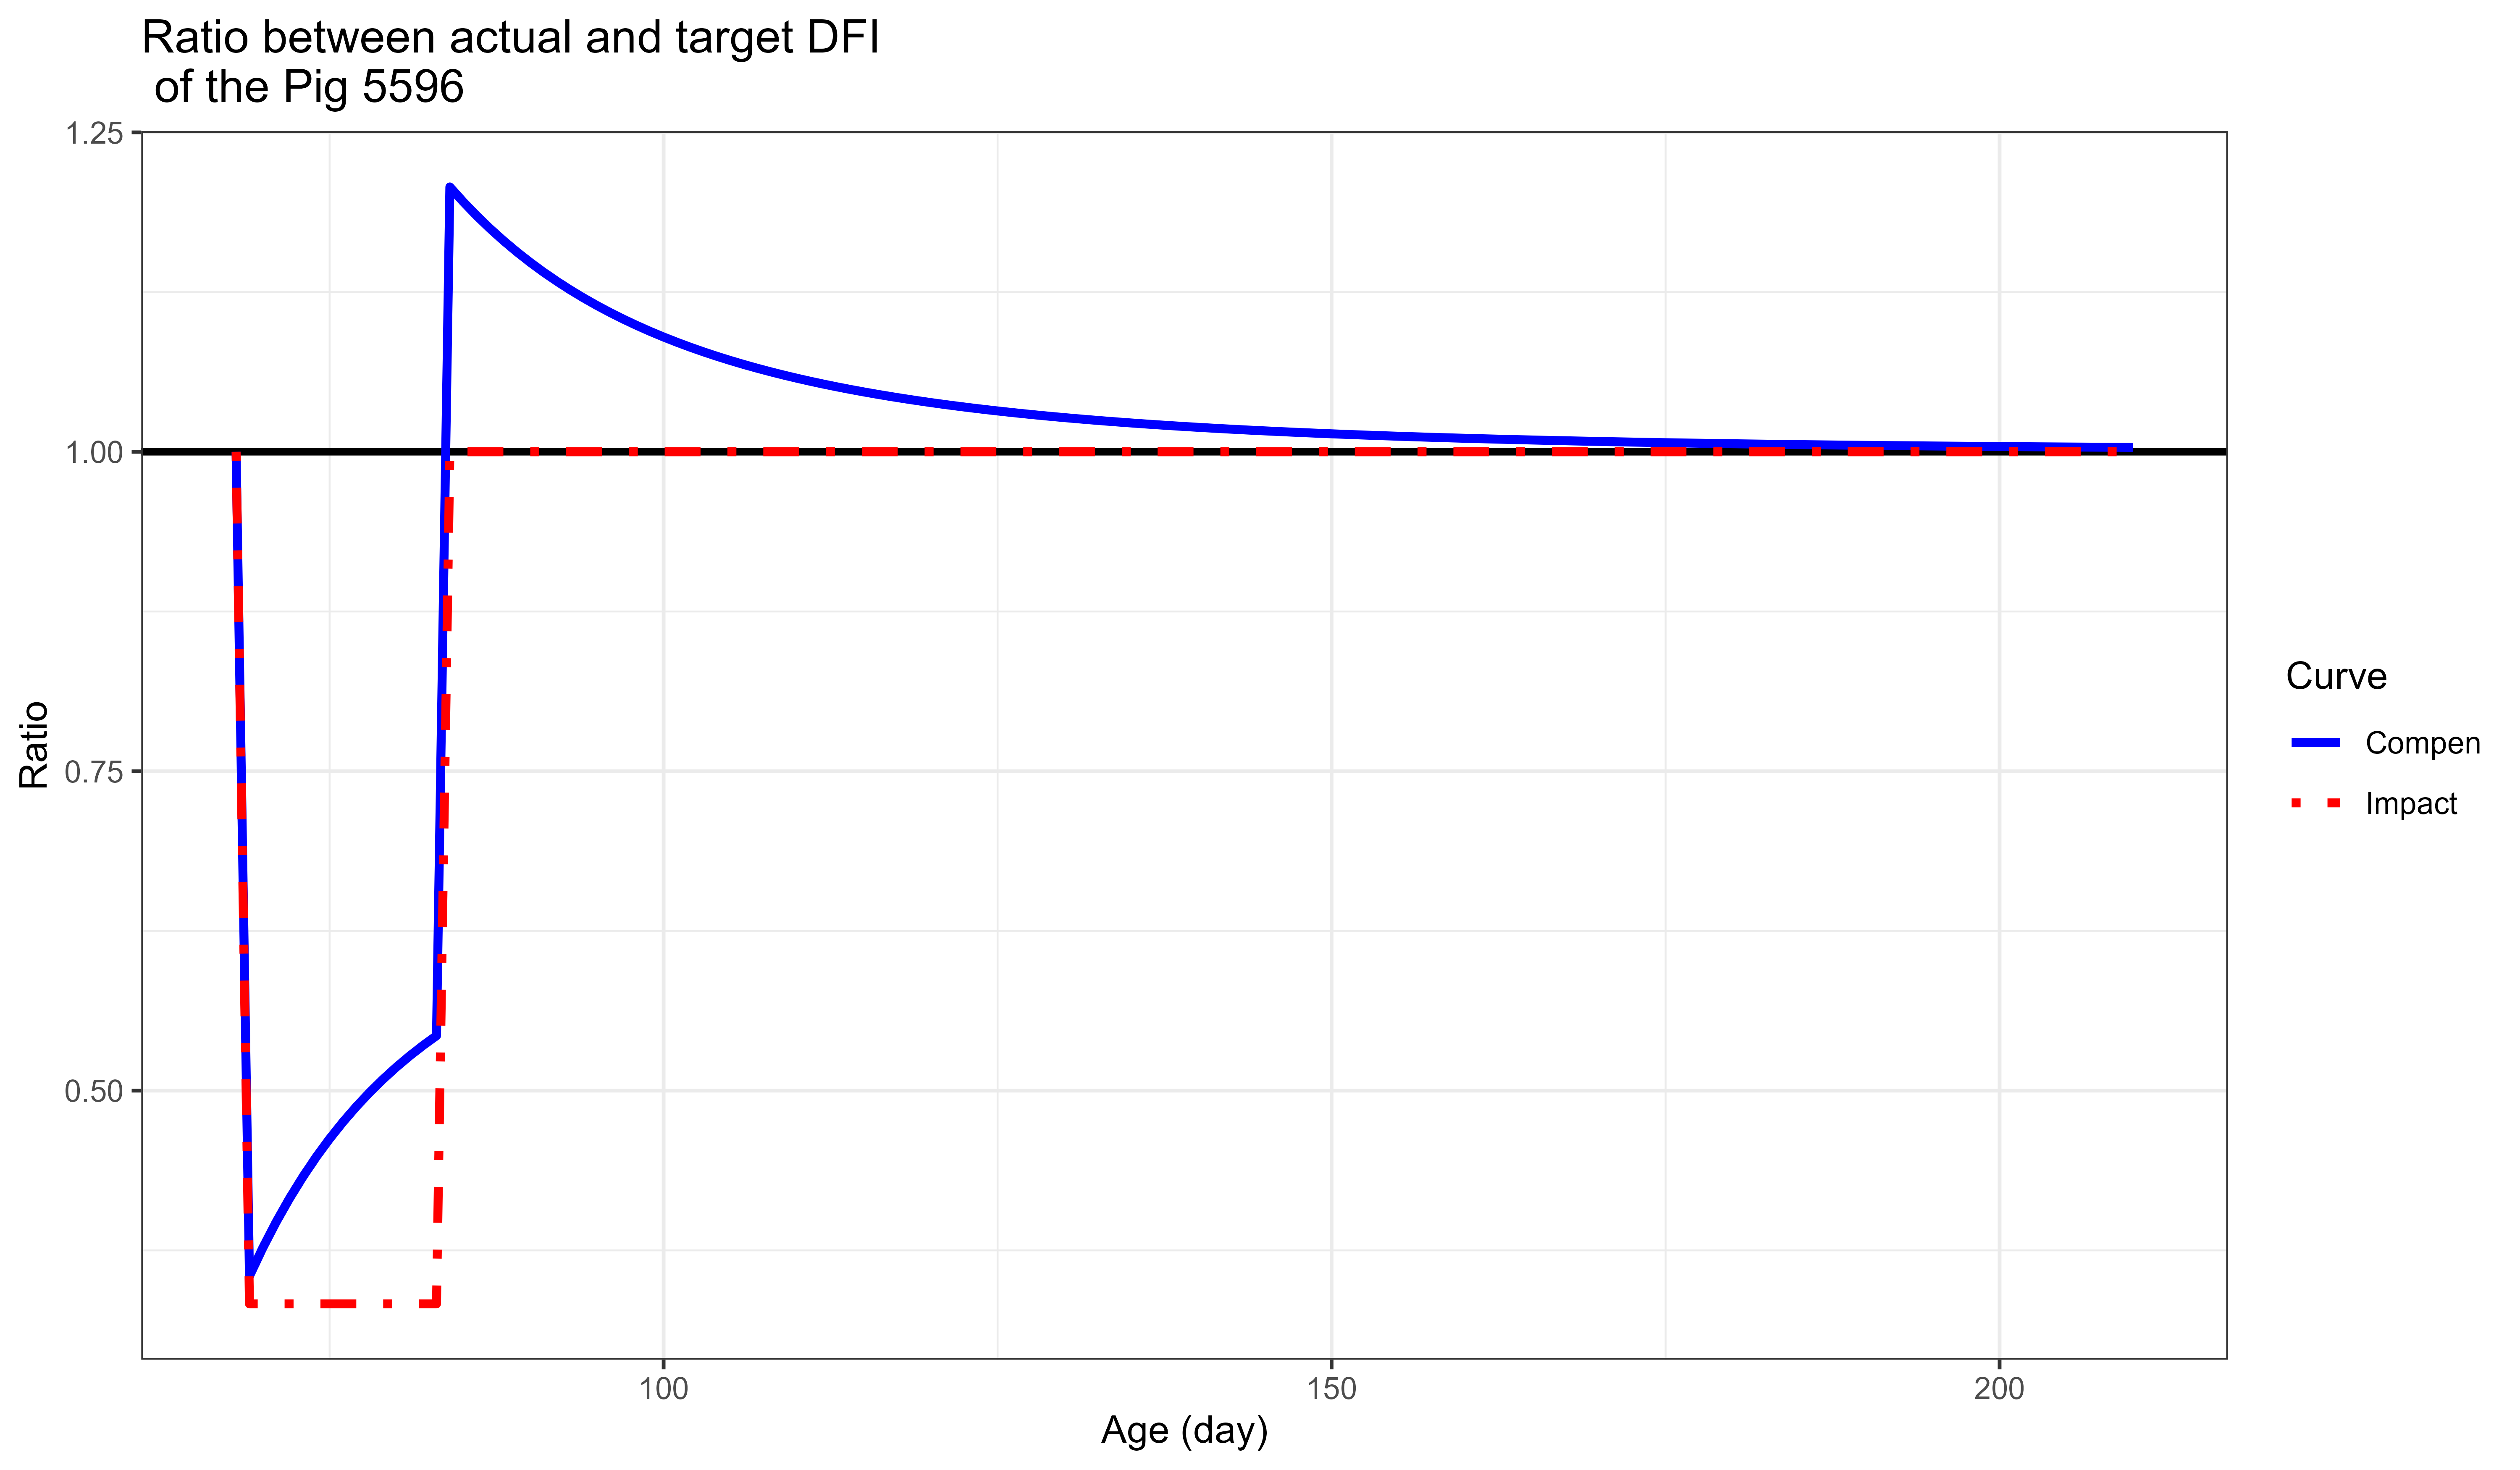 Ratio between actual and target DFI
of the Pig 5596
1.25
1.00
0.75
0.50
Ratio
100
150
200
Age (day)
Curve
Compen
Impact